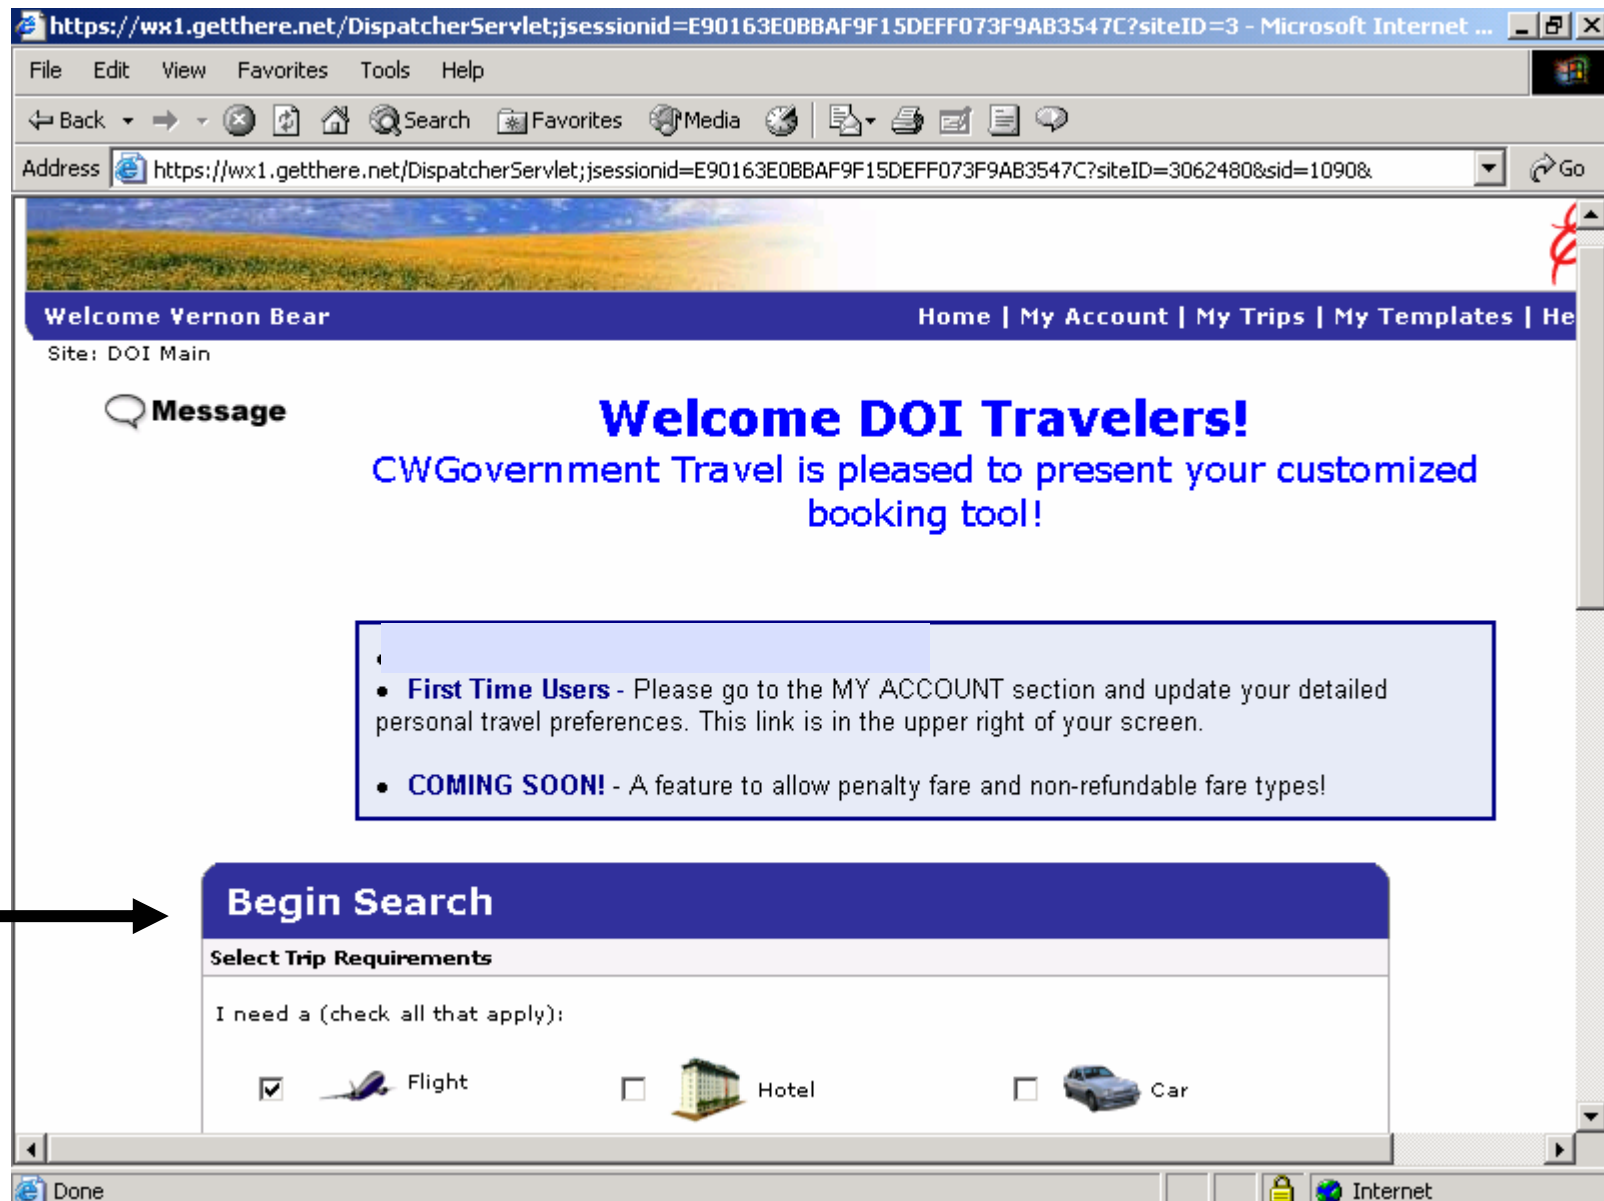 https://wx1.getthere.net/DispatcherServlet;jsessionid=E90163E0BBAF9F15DEFF073F9AB3547C?siteID=3 - Microsoft Internet ...
File Edit View Favorites Tools Help
Back Search Favorites Media
Address https://wx1.getthere.net/DispatcherServlet;jsessionid=E90163E0BBAF9F15DEFF073F9AB3547C?siteID=3062480&sid=1090& Go
Welcome Vernon Bear Home | My Account | My Trips | My Templates | He
Site: DOI Main
Message
Welcome DOI Travelers!
CWGovernment Travel is pleased to present your customized
booking tool!
• First Time Users - Please go to the MY ACCOUNT section and update your detailed
personal travel preferences. This link is in the upper right of your screen.
• COMING SOON! - A feature to allow penalty fare and non-refundable fare types!
Begin Search
Select Trip Requirements
I need a (check all that apply):
Flight Hotel Car
Done Internet